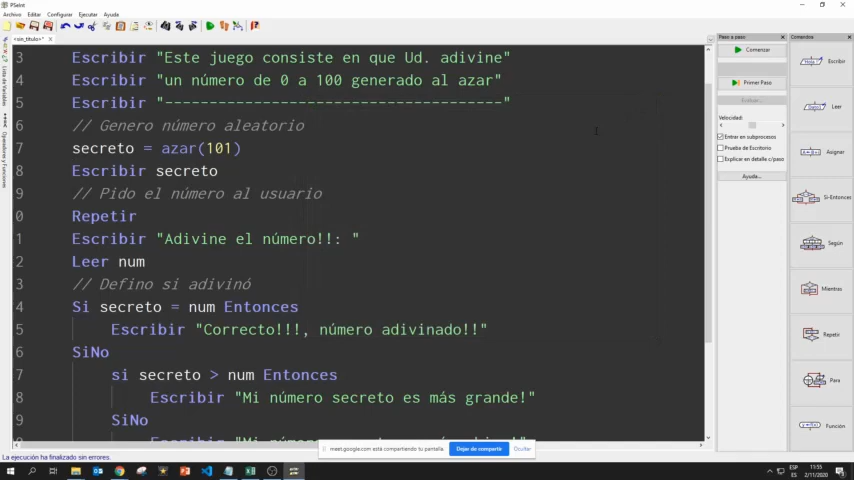 PSeInt
Archivo Editar Configurar Ejecutar Ayuda
<sin_titulo>*
Lista de Variables
Operadores y Funciones
3 Escribir "Este juego consiste en que Ud. adivine"
4 Escribir "un número de 0 a 100 generado al azar"
5 Escribir "--------------------------------------"
6 // Genero número aleatorio
7 secreto = azar(101)
8 Escribir secreto
9 // Pido el número al usuario
0 Repetir
1 Escribir "Adivine el número!!: "
2 Leer num
3 // Defino si adivinó
4 Si secreto = num Entonces
5 Escribir "Correcto!!!, número adivinado!!"
6 SiNo
7 si secreto > num Entonces
8 Escribir "Mi número secreto es más grande!"
9 SiNo
Paso a paso
Comenzar
Primer Paso
Evaluar...
Velocidad:
Entrar en subprocesos
Prueba de Escritorio
Explicar en detalle c/paso
Ayuda...
Comandos
Escribir
Leer
Asignar
Si-Entonces
Según
Mientras
Repetir
Para
Función
meet.google.com está compartiendo tu pantalla.
Dejar de compartir
Ocultar
La ejecución ha finalizado sin errores.
ESP
ES
11:55
2/11/2020